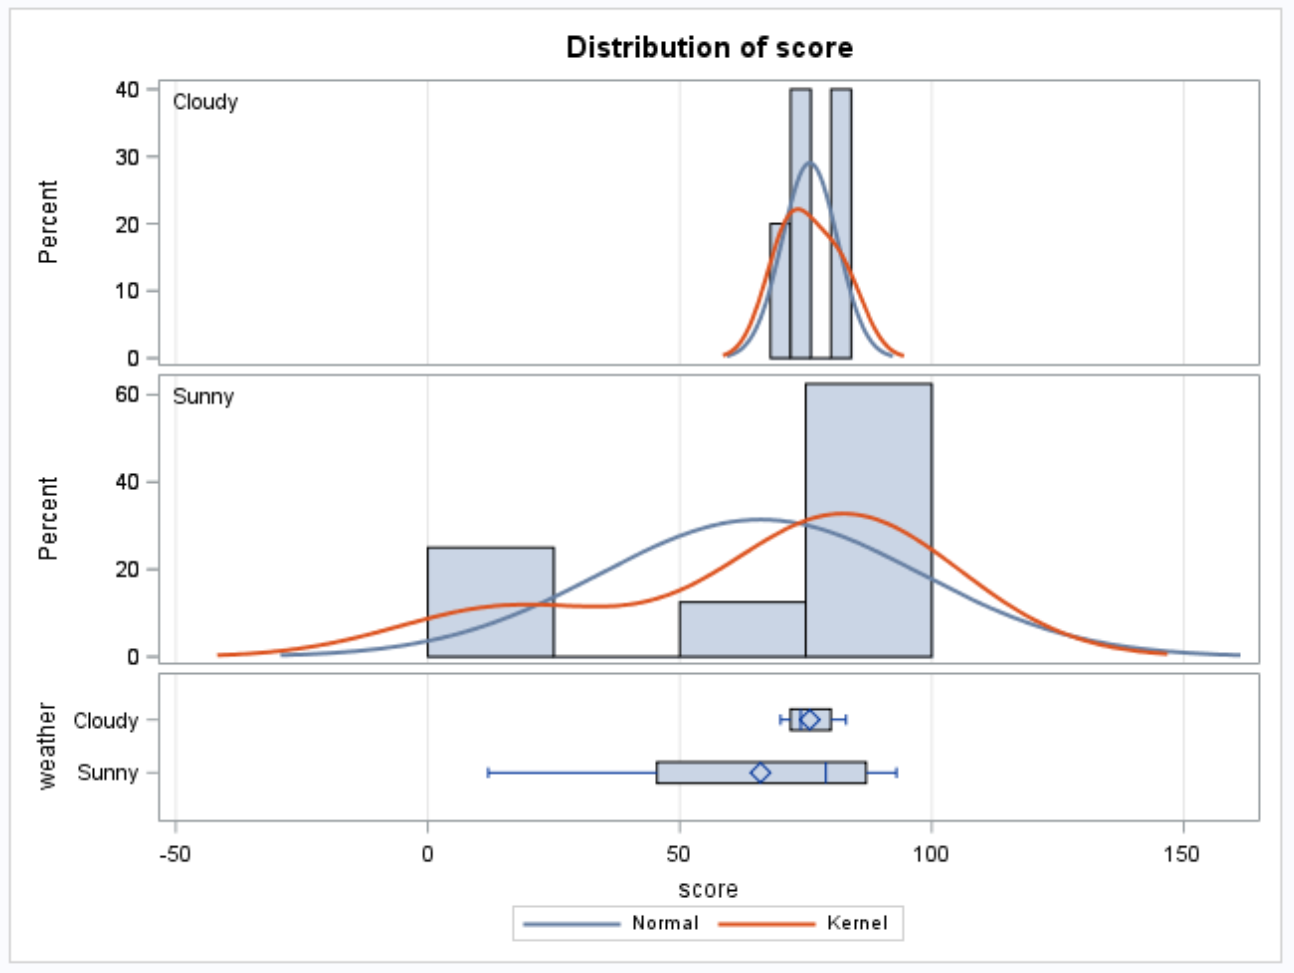 Distribution of score
Cloudy
Percent
40
30
20
10
0
Sunny
Percent
60
40
20
0
weather
Cloudy
Sunny
-50 0 50 100 150
score
Normal Kernel